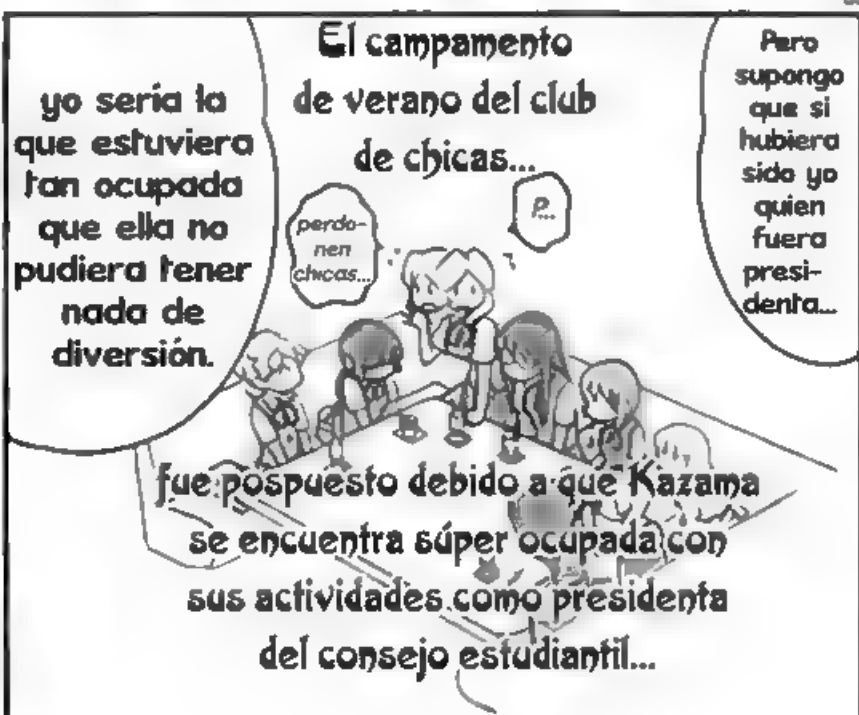 El campamento
de verano del club
de chicas...
fue pospuesto debido a que Kazama
se encuentra súper ocupada con
sus actividades como presidenta
del consejo estudiantil...
P...
perdo-
nen
chicas...
Pero
supongo
que si
hubiera
sido yo
quien
fuera
presi-
denta...
yo sería la
que estuviera
tan ocupada
que ella no
pudiera tener
nada de
diversión.